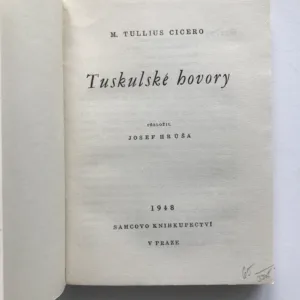 M. TULLIUS CICERO
Tuskulské hovory
PŘELOŽIL
JOSEF HRŮŠA
1948
SAMCOVO KNIHKUPECTVÍ
V PRAZE